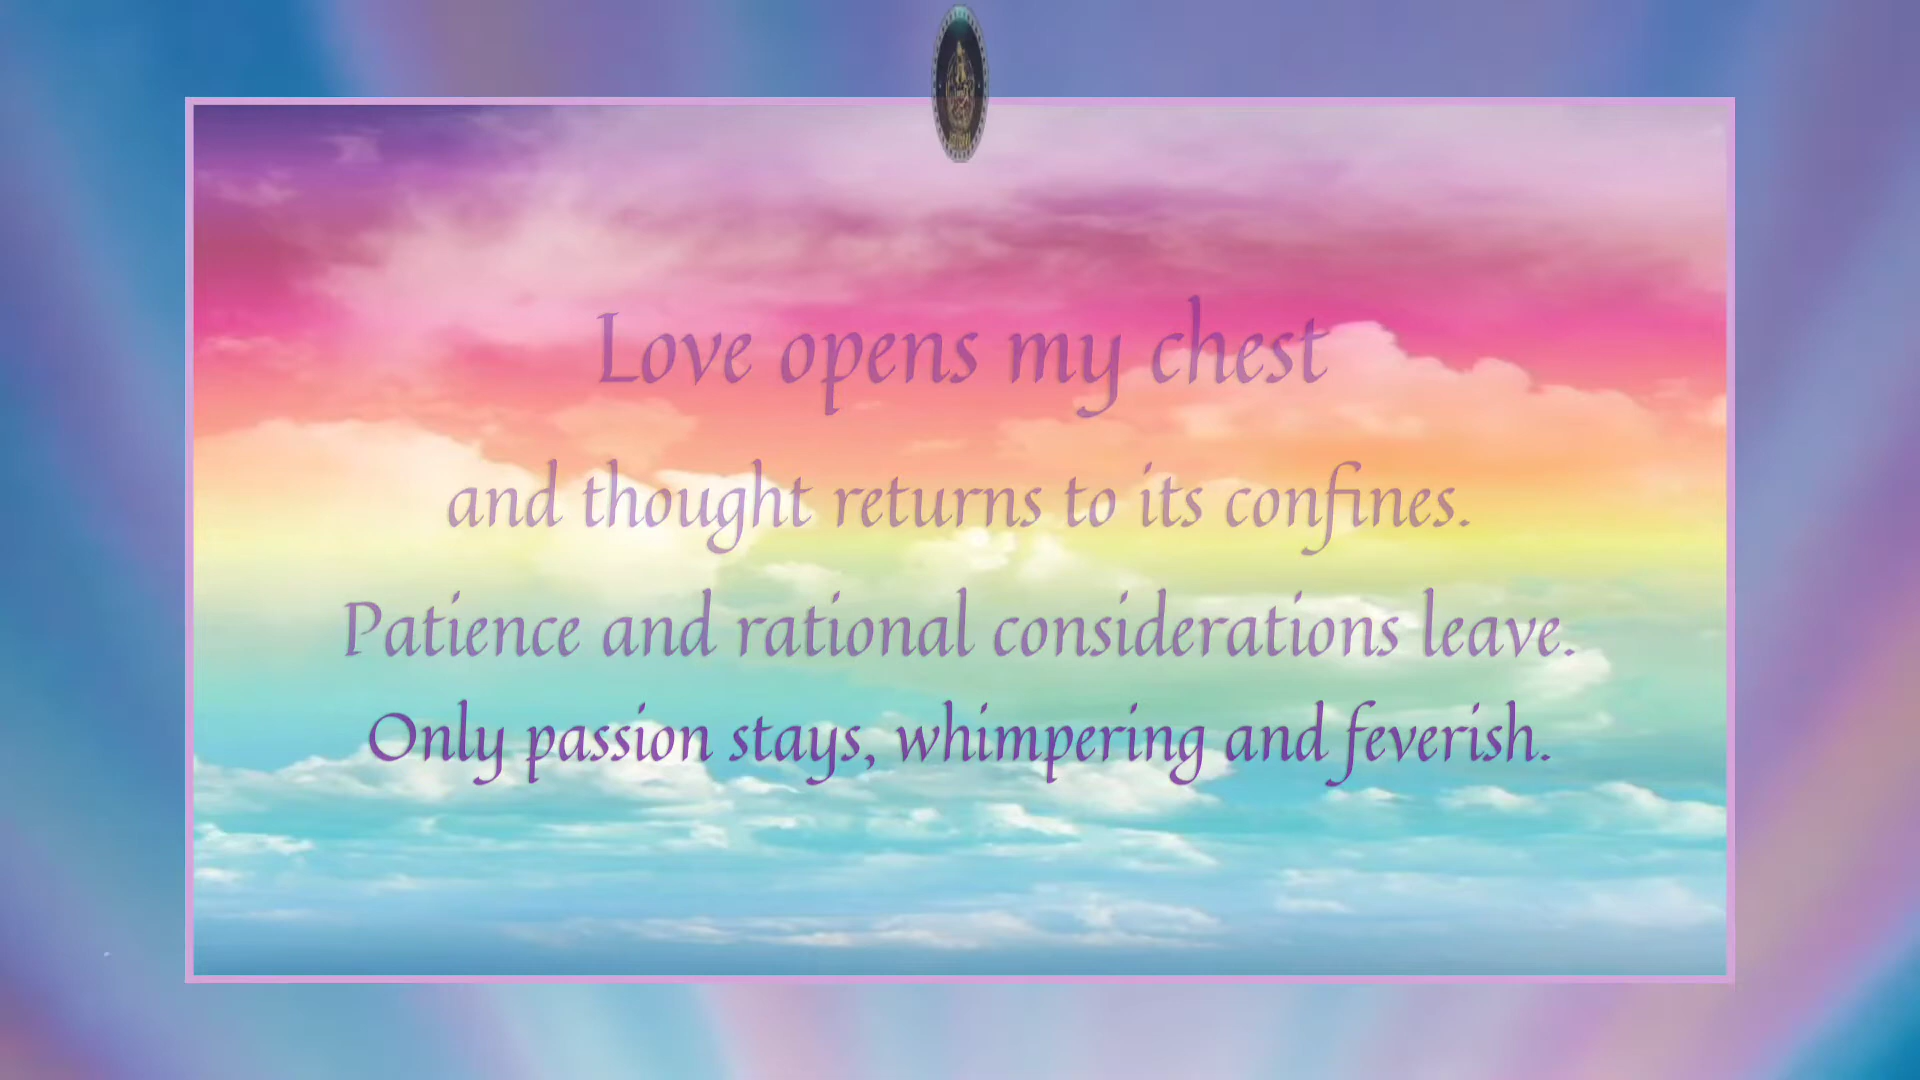 Love opens my chest
and thought returns to its confines.
Patience and rational considerations leave.
Only passion stays, whimpering and feverish.